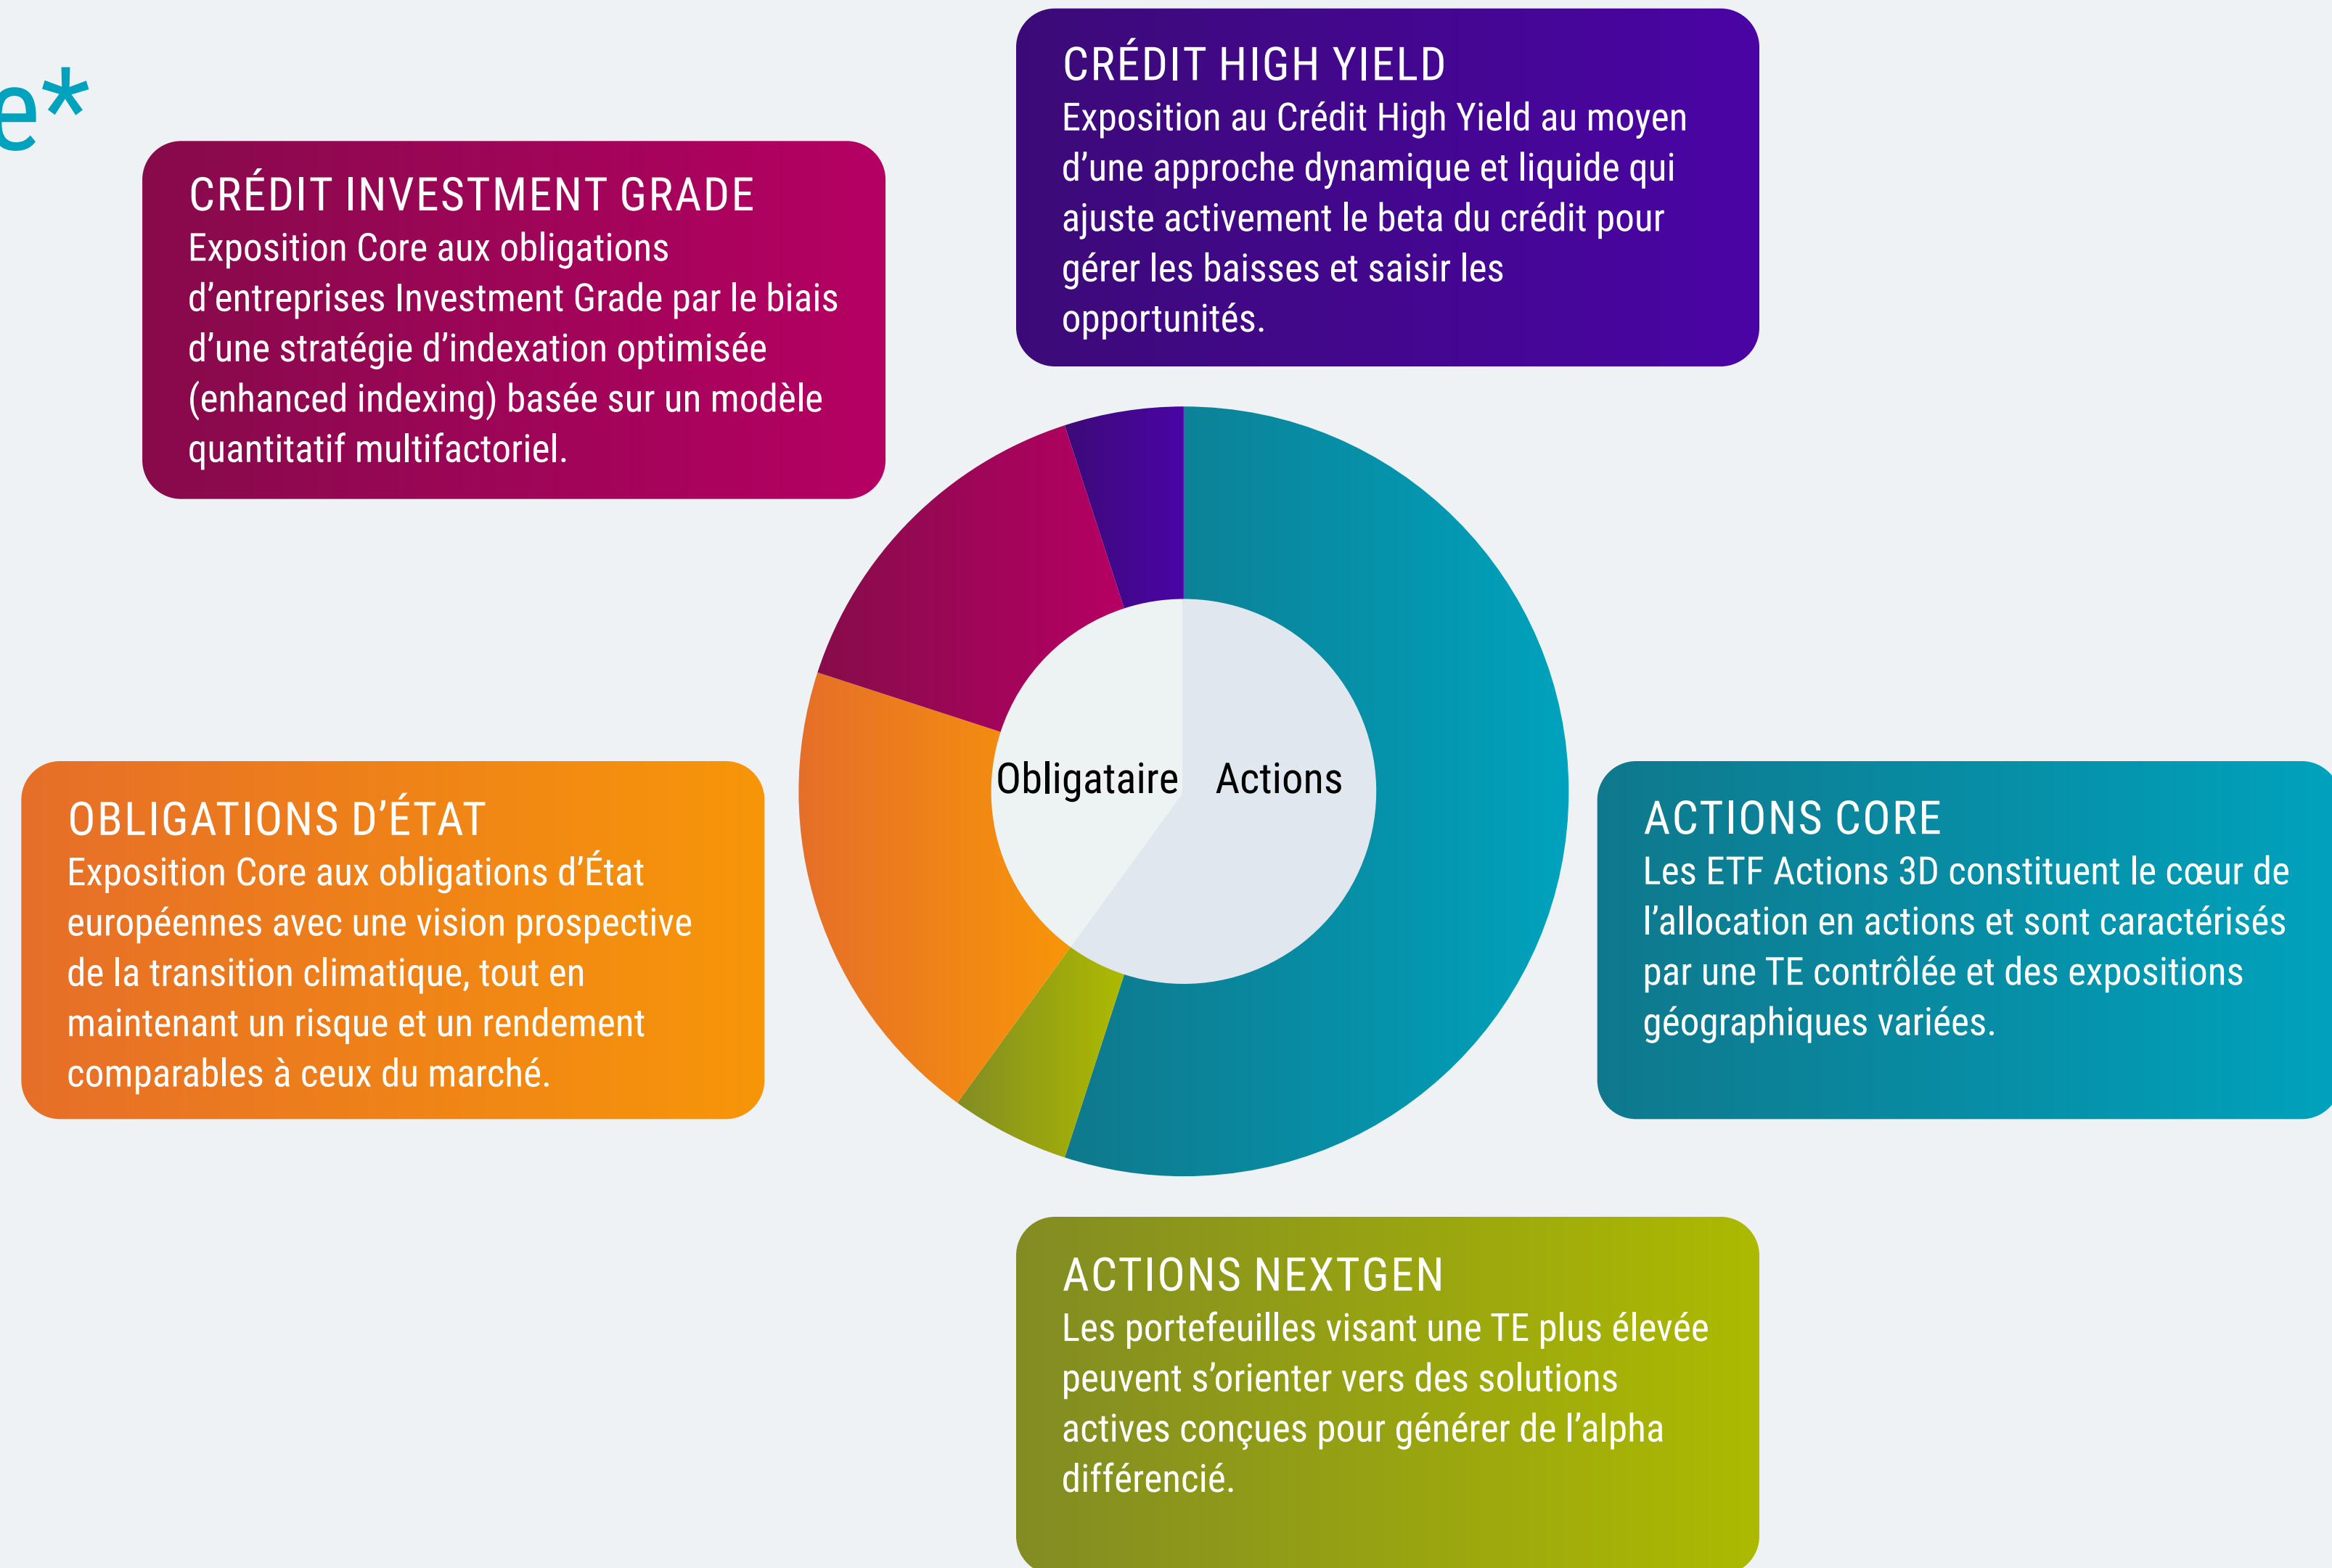 e*
CRÉDIT HIGH YIELD
Exposition au Crédit High Yield au moyen
d’une approche dynamique et liquide qui
ajuste activement le beta du crédit pour
gérer les baisses et saisir les
opportunités.
CRÉDIT INVESTMENT GRADE
Exposition Core aux obligations
d’entreprises Investment Grade par le biais
d’une stratégie d’indexation optimisée
(enhanced indexing) basée sur un modèle
quantitatif multifactoriel.
Obligataire
Actions
OBLIGATIONS D’ÉTAT
Exposition Core aux obligations d’État
européennes avec une vision prospective
de la transition climatique, tout en
maintenant un risque et un rendement
comparables à ceux du marché.
ACTIONS CORE
Les ETF Actions 3D constituent le cœur de
l’allocation en actions et sont caractérisés
par une TE contrôlée et des expositions
géographiques variées.
ACTIONS NEXTGEN
Les portefeuilles visant une TE plus élevée
peuvent s’orienter vers des solutions
actives conçues pour générer de l’alpha
différencié.